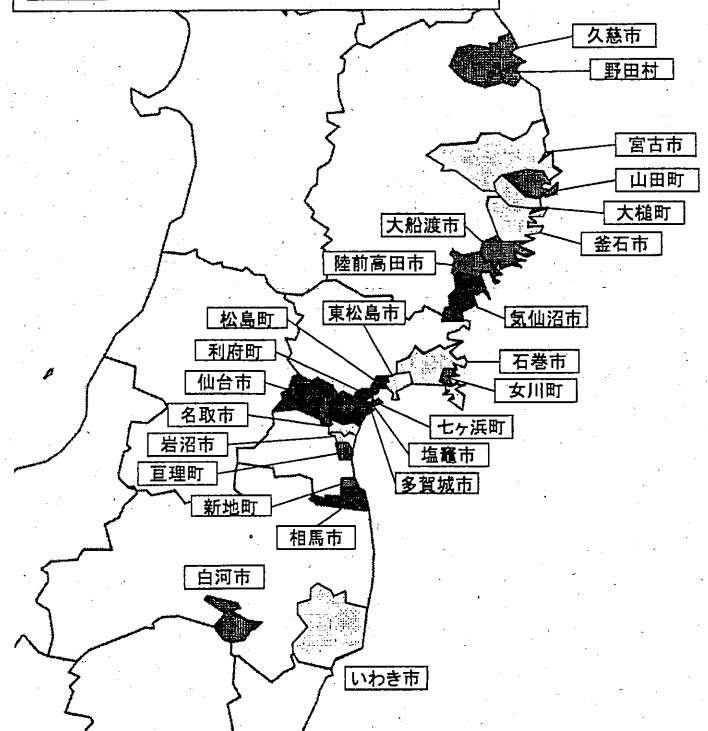 久慈市
野田村
宮古市
山田町
大槌町
大船渡市
釜石市
陸前高田市
東松島市
松島町
気仙沼市
利府町
石巻市
仙台市
女川町
名取市
七ヶ浜町
岩沼市
塩竈市
亘理町
多賀城市
新地町
相馬市
白河市
いわき市